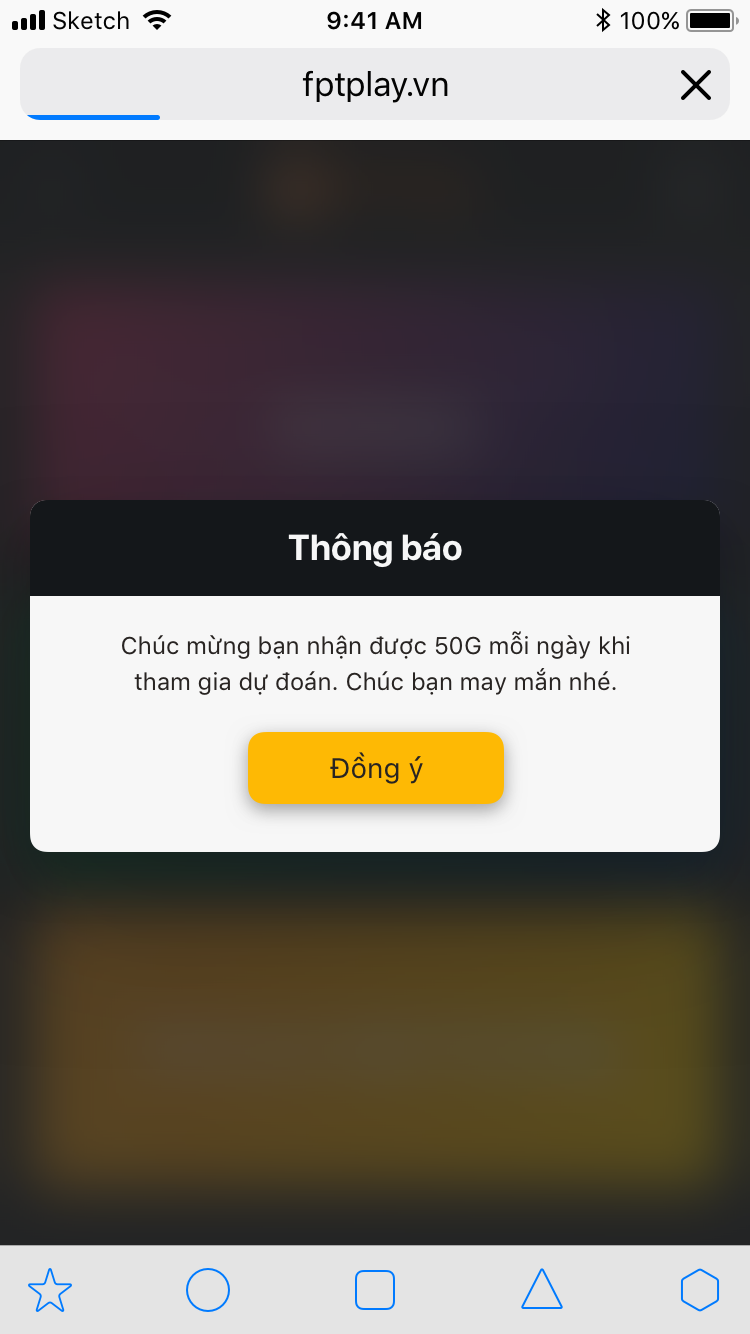 Sketch 9:41 AM 100%
fptplay.vn
Thông báo
Chúc mừng bạn nhận được 50G mỗi ngày khi
tham gia dự đoán. Chúc bạn may mắn nhé.
Đồng ý